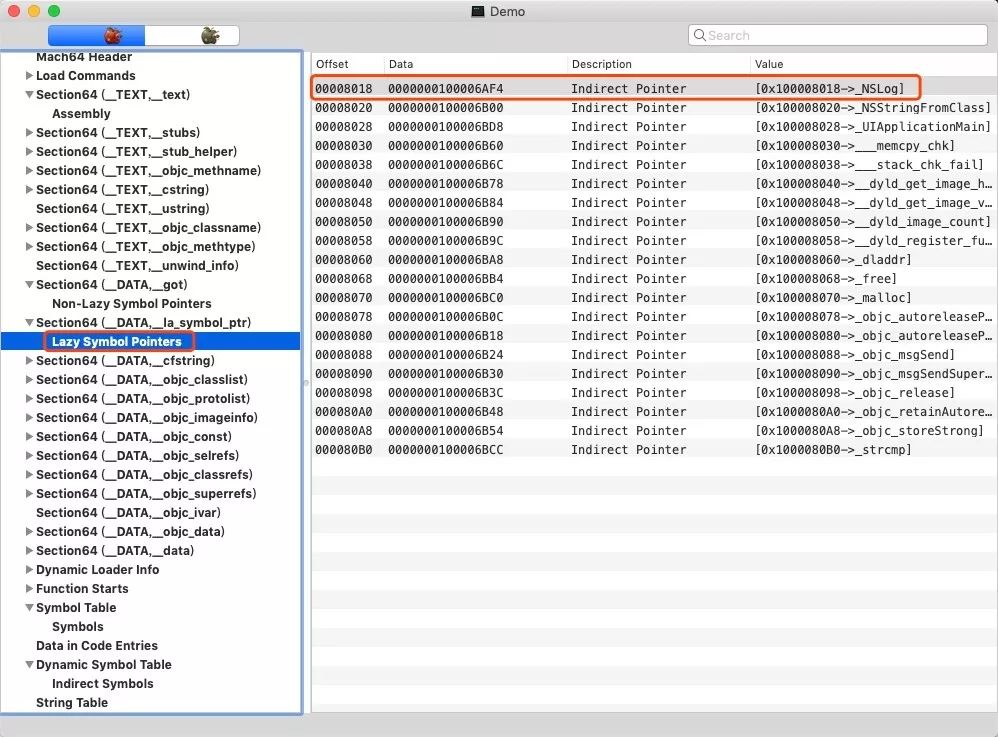 Demo
Search
Mach64 Header
Load Commands
Section64 (__TEXT,__text)
Assembly
Section64 (__TEXT,__stubs)
Section64 (__TEXT,__stub_helper)
Section64 (__TEXT,__objc_methname)
Section64 (__TEXT,__cstring)
Section64 (__TEXT,__ustring)
Section64 (__TEXT,__objc_classname)
Section64 (__TEXT,__objc_methtype)
Section64 (__TEXT,__unwind_info)
Section64 (__DATA,__got)
Non-Lazy Symbol Pointers
Section64 (__DATA,__la_symbol_ptr)
Lazy Symbol Pointers
Section64 (__DATA,__cfstring)
Section64 (__DATA,__objc_classlist)
Section64 (__DATA,__objc_protolist)
Section64 (__DATA,__objc_imageinfo)
Section64 (__DATA,__objc_const)
Section64 (__DATA,__objc_selrefs)
Section64 (__DATA,__objc_classrefs)
Section64 (__DATA,__objc_superrefs)
Section64 (__DATA,__objc_ivar)
Section64 (__DATA,__objc_data)
Section64 (__DATA,__data)
Dynamic Loader Info
Function Starts
Symbol Table
Symbols
Data in Code Entries
Dynamic Symbol Table
Indirect Symbols
String Table
Offset Data Description Value
00008018 0000000100006AF4 Indirect Pointer [0x100008018->_NSLog]
00008020 0000000100006B00 Indirect Pointer [0x100008020->_NSStringFromClass]
00008028 0000000100006BD8 Indirect Pointer [0x100008028->_UIApplicationMain]
00008030 0000000100006B60 Indirect Pointer [0x100008030->___memcpy_chk]
00008038 0000000100006B6C Indirect Pointer [0x100008038->___stack_chk_fail]
00008040 0000000100006B78 Indirect Pointer [0x100008040->__dyld_get_image_h…
00008048 0000000100006B84 Indirect Pointer [0x100008048->__dyld_get_image_v…
00008050 0000000100006B90 Indirect Pointer [0x100008050->__dyld_image_count]
00008058 0000000100006B9C Indirect Pointer [0x100008058->__dyld_register_fu…
00008060 0000000100006BA8 Indirect Pointer [0x100008060->_dladdr]
00008068 0000000100006BB4 Indirect Pointer [0x100008068->_free]
00008070 0000000100006BC0 Indirect Pointer [0x100008070->_malloc]
00008078 0000000100006B0C Indirect Pointer [0x100008078->_objc_autoreleaseP…
00008080 0000000100006B18 Indirect Pointer [0x100008080->_objc_autoreleaseP…
00008088 0000000100006B24 Indirect Pointer [0x100008088->_objc_msgSend]
00008090 0000000100006B30 Indirect Pointer [0x100008090->_objc_msgSendSuper…
00008098 0000000100006B3C Indirect Pointer [0x100008098->_objc_release]
000080A0 0000000100006B48 Indirect Pointer [0x1000080A0->_objc_retainAutore…
000080A8 0000000100006B54 Indirect Pointer [0x1000080A8->_objc_storeStrong]
000080B0 0000000100006BCC Indirect Pointer [0x1000080B0->_strcmp]